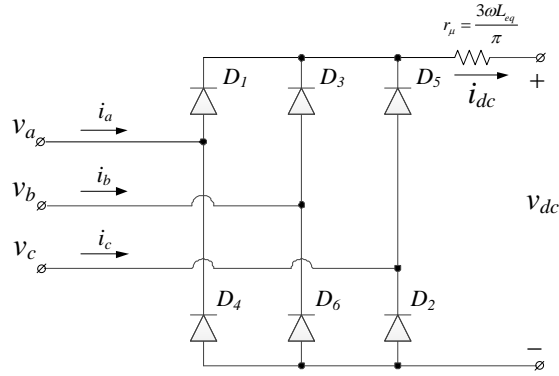 r_μ = 3ωL_eq / π
D_1 D_3 D_5
i_dc
+
v_a i_a
v_b i_b
v_dc
v_c i_c
D_4 D_6 D_2
−